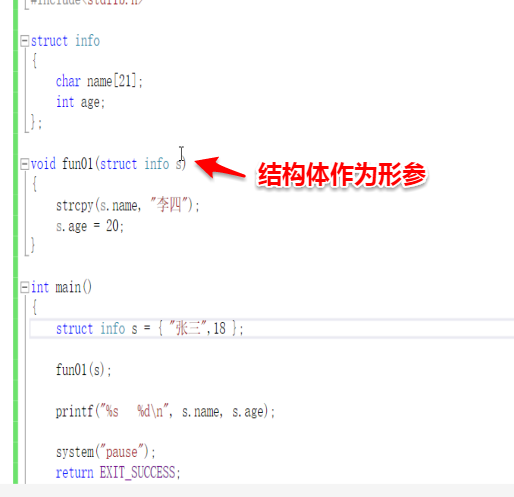 #include<stdlib.h>
struct info
{
char name[21];
int age;
};
void fun01(struct info s)
结构体作为形参
{
strcpy(s.name, "李四");
s.age = 20;
}
int main()
{
struct info s = { "张三",18 };
fun01(s);
printf("%s %d\n", s.name, s.age);
system("pause");
return EXIT_SUCCESS;